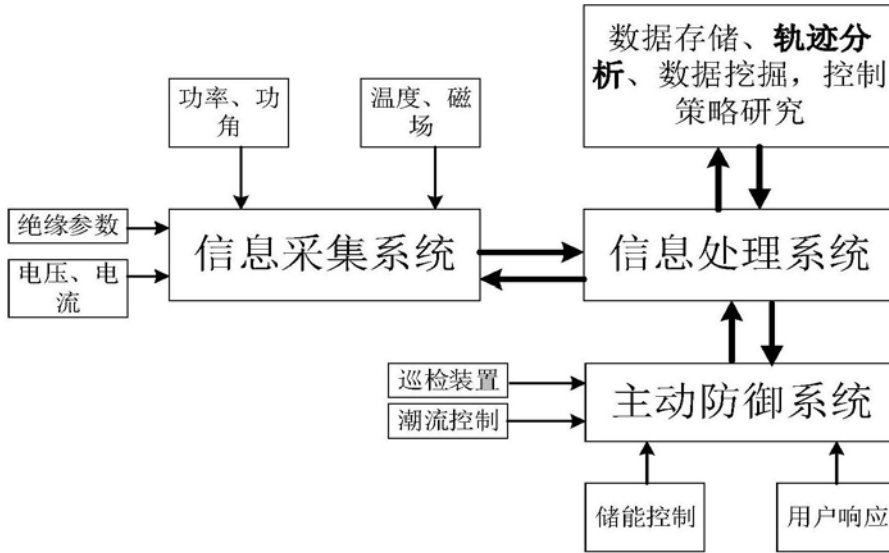 数据存储、轨迹分
析、数据挖掘，控制
策略研究
功率、功
角
温度、磁
场
绝缘参数
电压、电
流
信息采集系统
信息处理系统
巡检装置
潮流控制
主动防御系统
储能控制
用户响应